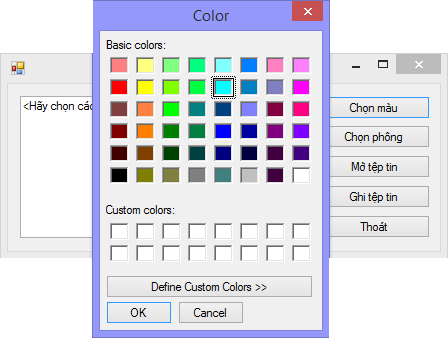 Color
Basic colors:
<Hãy chọn các
Chọn màu
Chọn phông
Mở tệp tin
Ghi tệp tin
Thoát
Custom colors:
Define Custom Colors >>
OK
Cancel